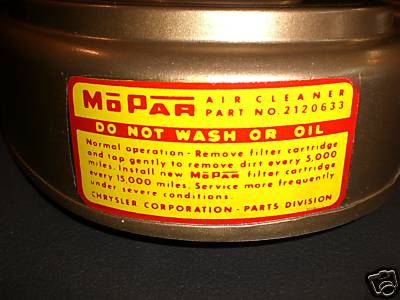 MoPAR AIR CLEANER
PART NO. 2120633
DO NOT WASH OR OIL
Normal operation - Remove filter cartridge
and tap gently to remove dirt every 5,000
miles. Install new MoPAR filter cartridge
every 15,000 miles. Service more frequently
under severe conditions.
CHRYSLER CORPORATION - PARTS DIVISION
ebY